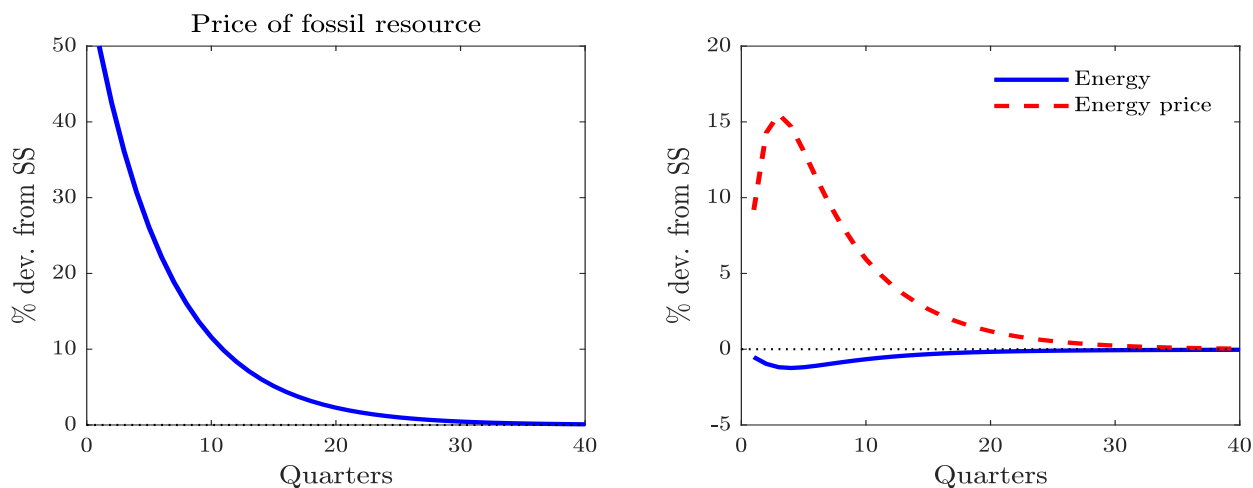 Price of fossil resource
50
40
30
20
10
0
% dev. from SS
0 10 20 30 40
Quarters
20
15
10
5
0
-5
% dev. from SS
Energy
Energy price
0 10 20 30 40
Quarters